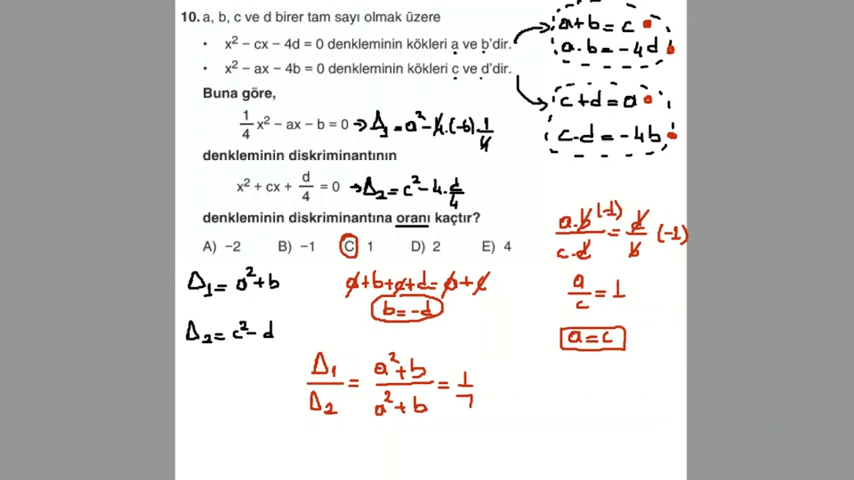 10. a, b, c ve d birer tam sayı olmak üzere
• x² − cx − 4d = 0 denkleminin kökleri a ve b'dir.
• x² − ax − 4b = 0 denkleminin kökleri c ve d'dir.
a+b = c
a.b = −4d
c+d = a
c.d = −4b
Buna göre,
1/4 x² − ax − b = 0 → Δ₁ = a² − 4.(−b) 1/4
denkleminin diskriminantının
x² + cx + d/4 = 0 → Δ₂ = c² − 4.d/4
denkleminin diskriminantına oranı kaçtır?
A) −2 B) −1 C) 1 D) 2 E) 4
Δ₁ = a²+b
Δ₂ = c² − d
a+b+c+d = a+c
b = −d
a.b (−1) / c.d = d/b (−1)
a/c = 1
a = c
Δ₁/Δ₂ = a²+b / a²+b = 1/1